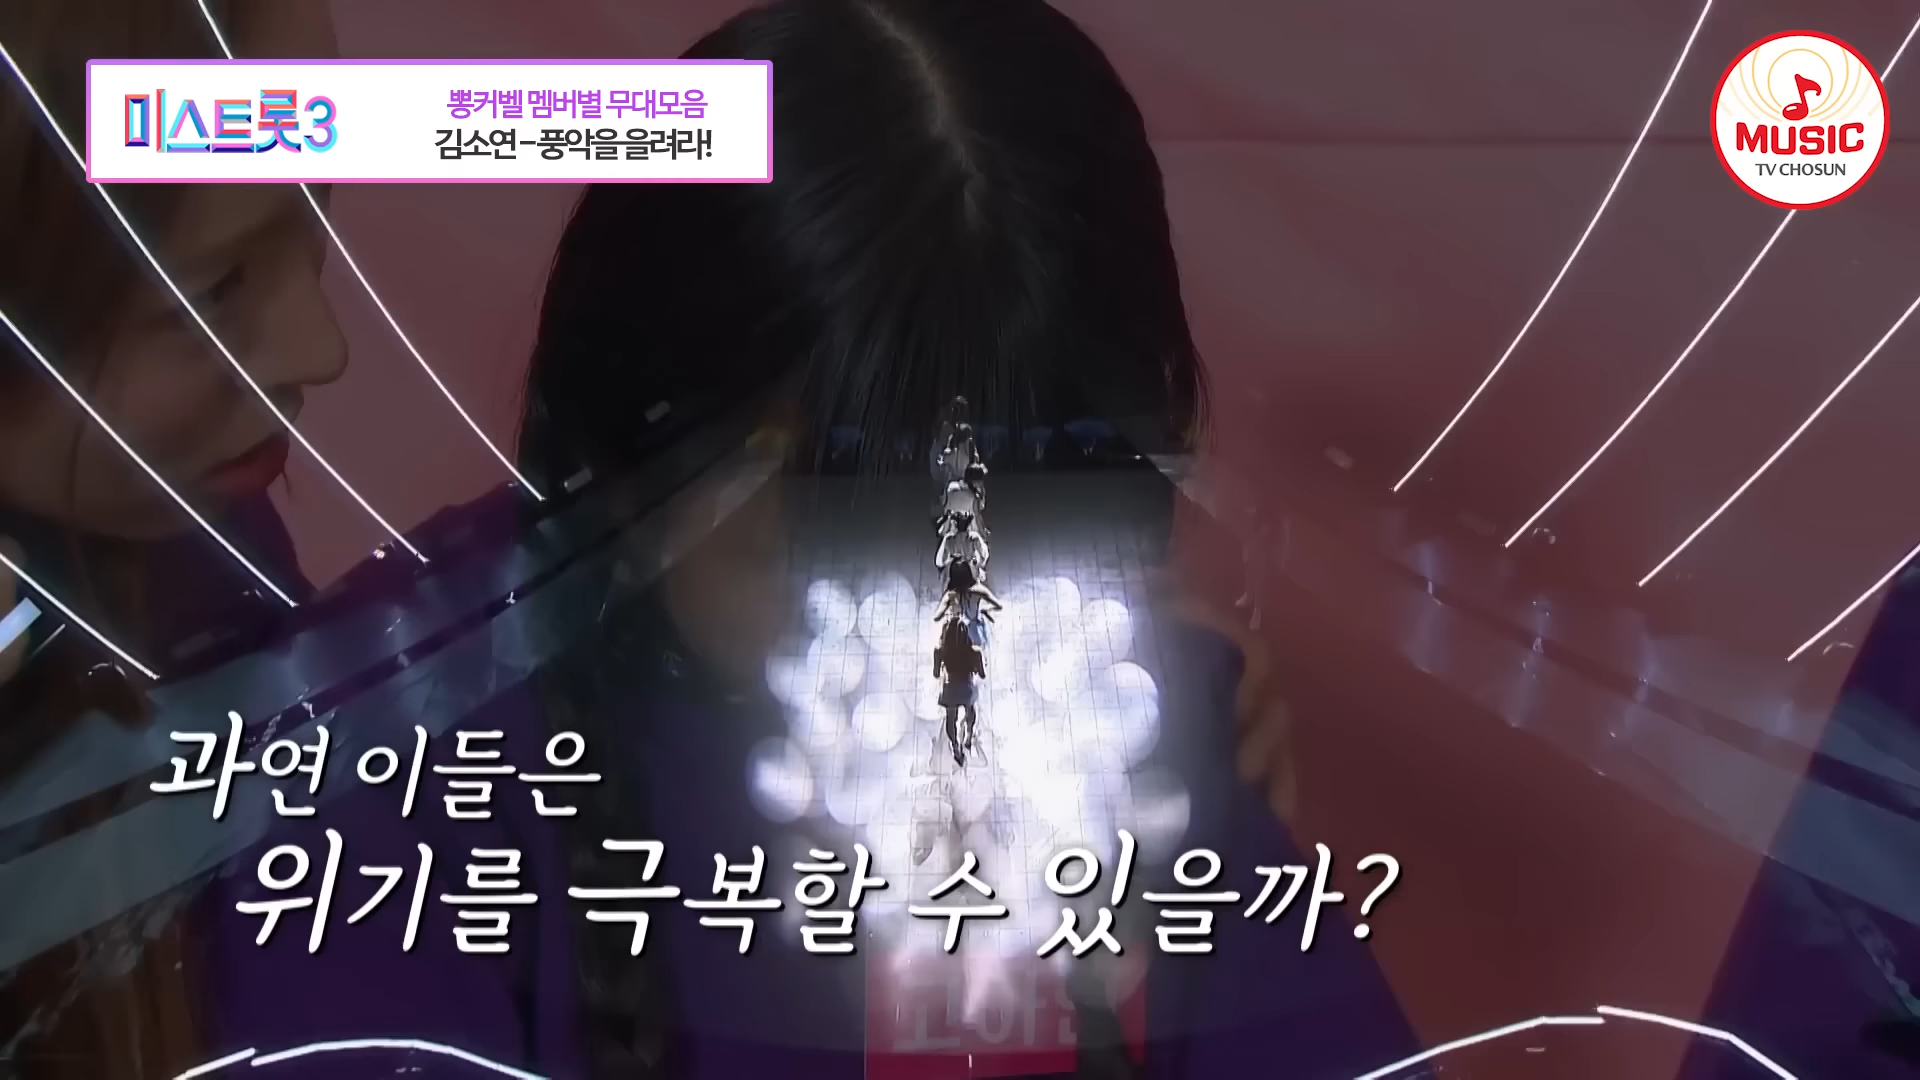 미스트롯3
뽕커벨 멤버별 무대모음
김소연-풍악을 울려라!
MUSIC
TV CHOSUN
과연 이들은
위기를 극복할 수 있을까?